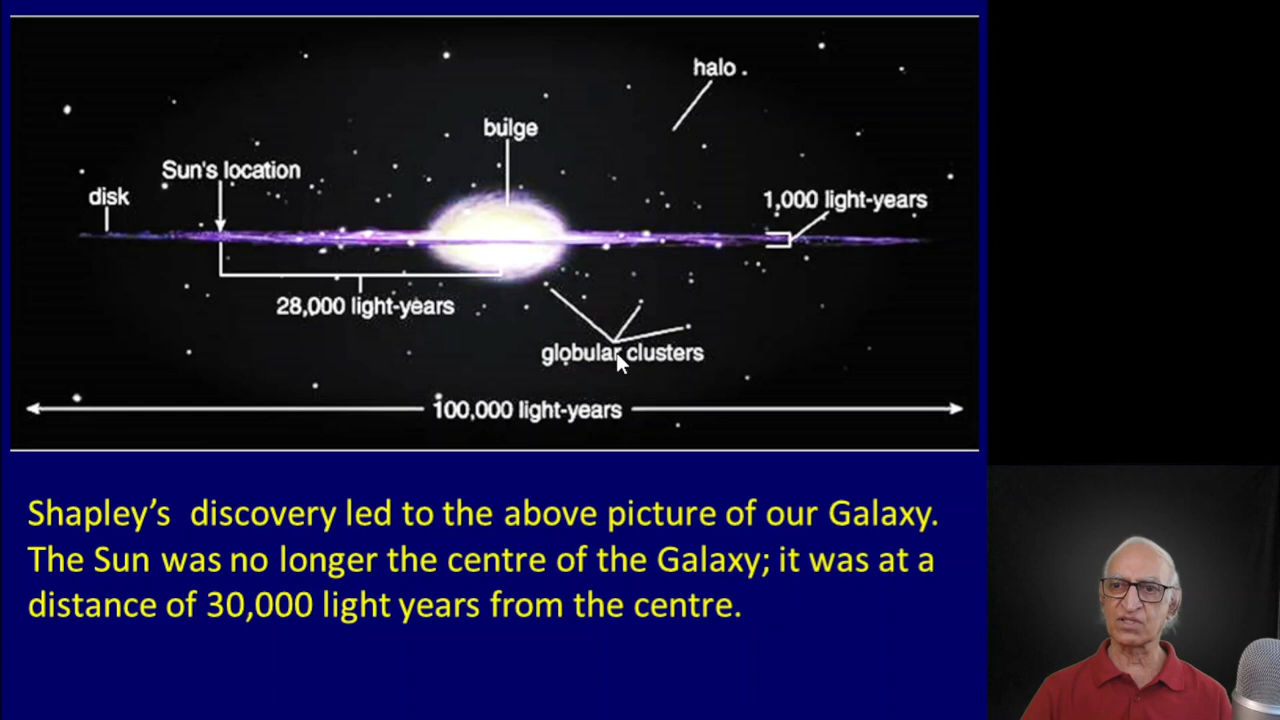 halo
bulge
Sun's location
disk
1,000 light-years
28,000 light-years
globular clusters
100,000 light-years
Shapley’s discovery led to the above picture of our Galaxy.
The Sun was no longer the centre of the Galaxy; it was at a
distance of 30,000 light years from the centre.